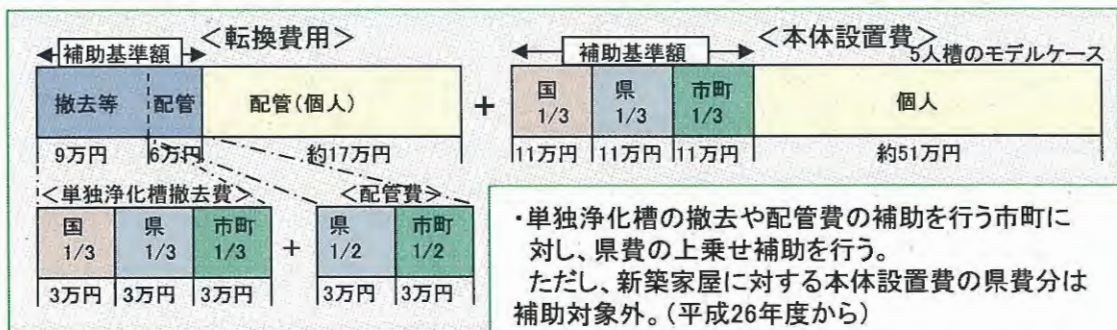 ＜転換費用＞
補助基準額
撤去等
配管
配管(個人)
9万円
6万円
約17万円
＋
＜本体設置費＞
補助基準額
5人槽のモデルケース
国
1/3
県
1/3
市町
1/3
個人
11万円
11万円
11万円
約51万円
＜単独浄化槽撤去費＞
国
1/3
県
1/3
市町
1/3
3万円
3万円
3万円
＋
＜配管費＞
県
1/2
市町
1/2
3万円
3万円
・単独浄化槽の撤去や配管費の補助を行う市町に
対し、県費の上乗せ補助を行う。
ただし、新築家屋に対する本体設置費の県費分は
補助対象外。(平成26年度から)